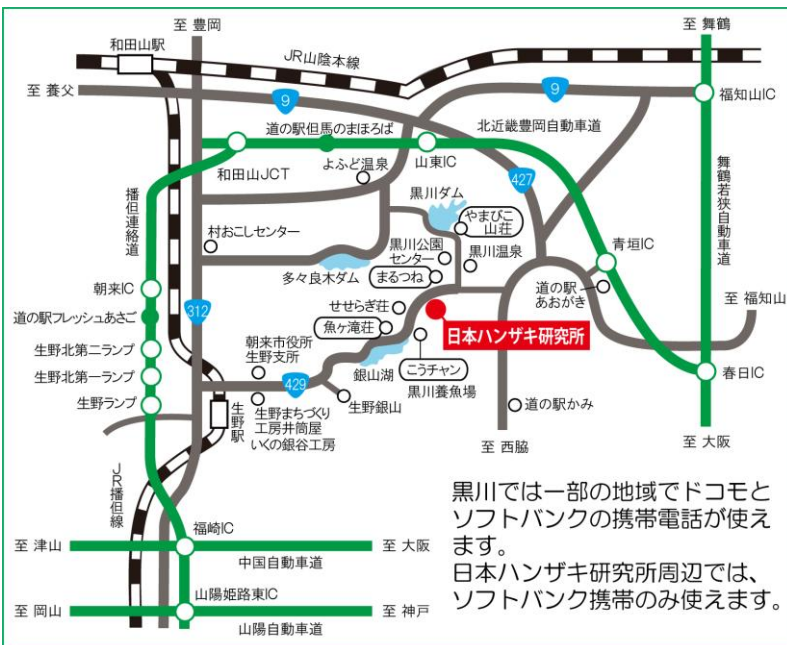 至 豊岡
至 舞鶴
和田山駅
JR山陰本線
至 養父
9
9
福知山IC
道の駅但馬のまほろば
北近畿豊岡自動車道
和田山JCT
よふど温泉
山東IC
427
舞鶴若狭自動車道
播但連絡道
黒川ダム
やまびこ
山荘
村おこしセンター
黒川公園
センター
黒川温泉
青垣IC
多々良木ダム
まるつね
朝来IC
道の駅
あおがき
至 福知山
道の駅フレッシュあさご
312
せせらぎ荘
魚ヶ滝荘
日本ハンザキ研究所
生野北第二ランプ
朝来市役所
生野支所
銀山湖
こうチャン
黒川養魚場
生野北第一ランプ
429
春日IC
生野ランプ
生野駅
生野まちづくり
工房井筒屋
いくの銀谷工房
生野銀山
道の駅かみ
至 西脇
至 大阪
JR播但線
福崎IC
至 津山
至 大阪
中国自動車道
山陽姫路東IC
至 岡山
至 神戸
山陽自動車道
黒川では一部の地域でドコモと
ソフトバンクの携帯電話が使え
ます。
日本ハンザキ研究所周辺では、
ソフトバンク携帯のみ使えます。